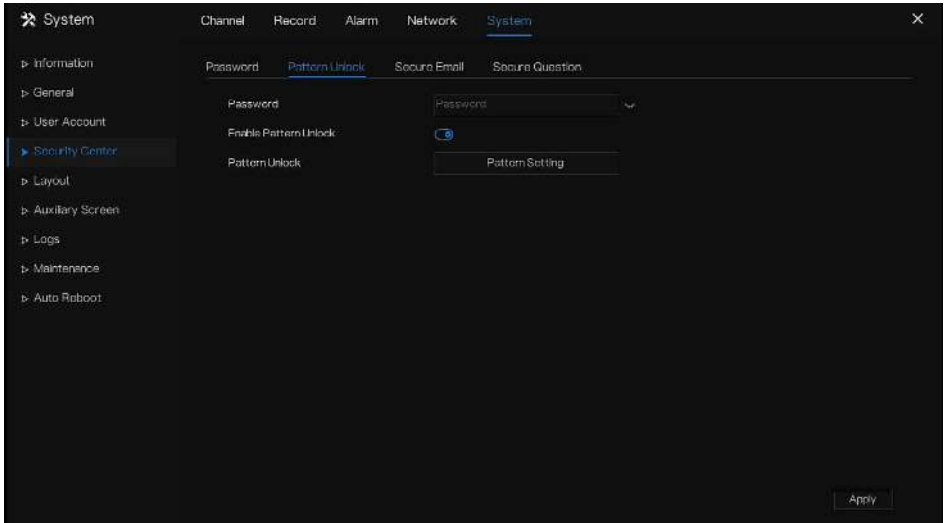 System
Channel Record Alarm Network System
Information
General
User Account
Security Center
Layout
Auxiliary Screen
Logs
Maintenance
Auto Reboot
Password Pattern Unlock Secure Email Secure Question
Password Password
Enable Pattern Unlock
Pattern Unlock Pattern Setting
Apply